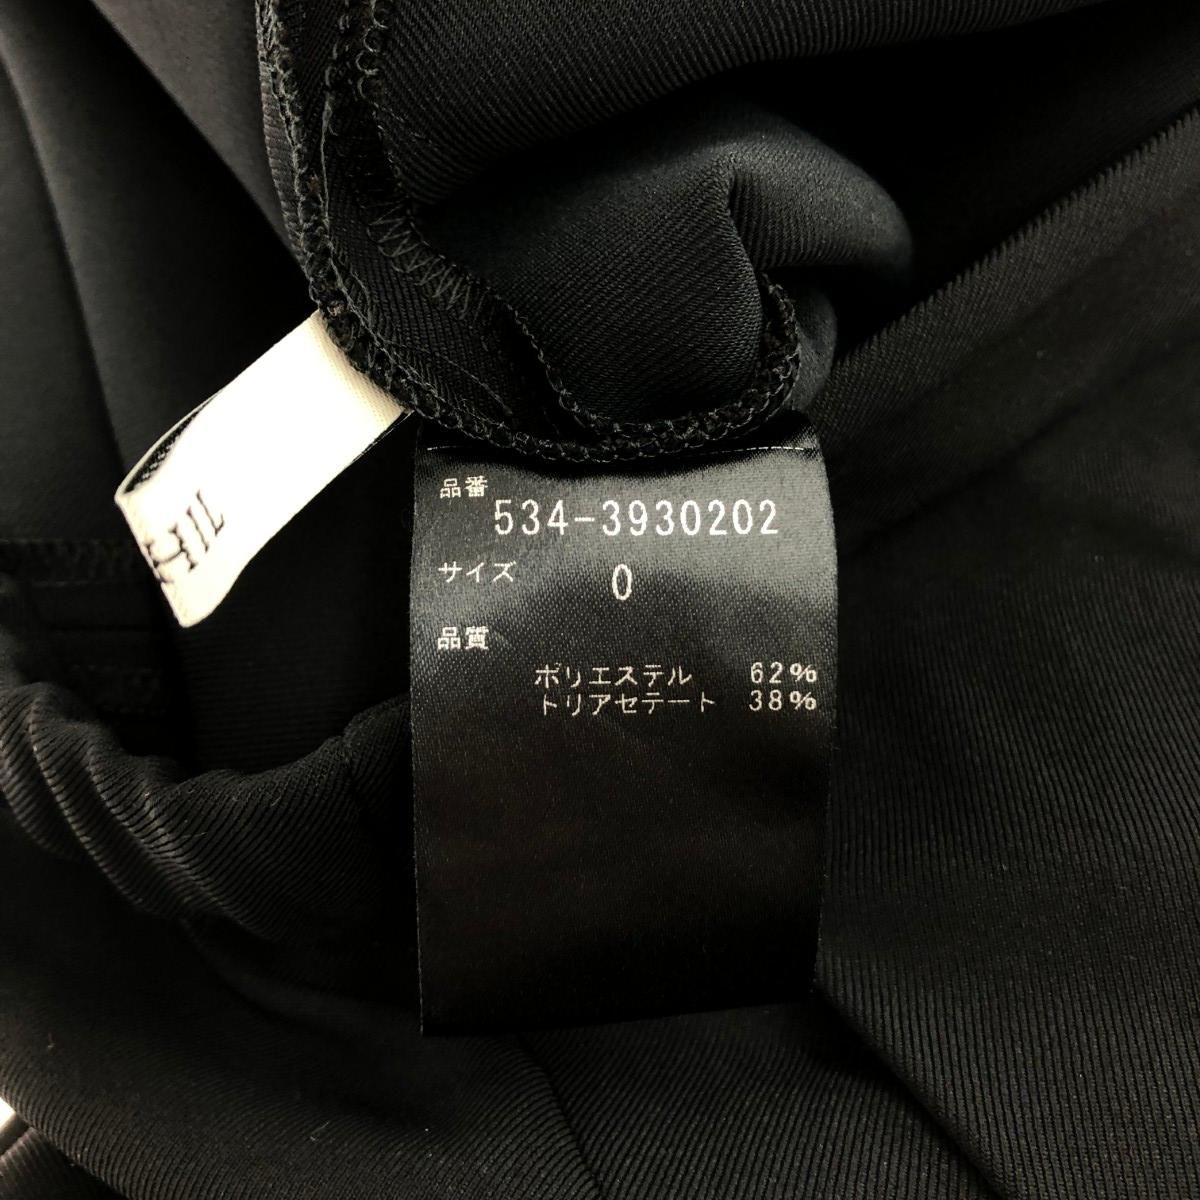 品番
534-3930202
サイズ 0
品質
ポリエステル 62%
トリアセテート 38%